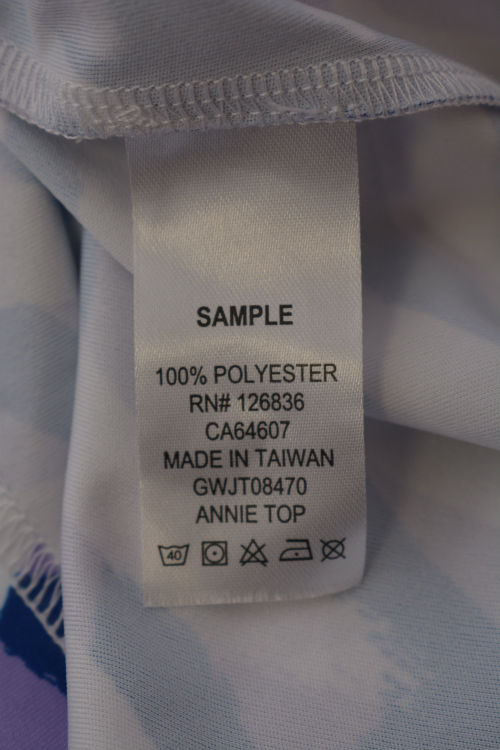 SAMPLE
100% POLYESTER
RN# 126836
CA64607
MADE IN TAIWAN
GWJT08470
ANNIE TOP
40